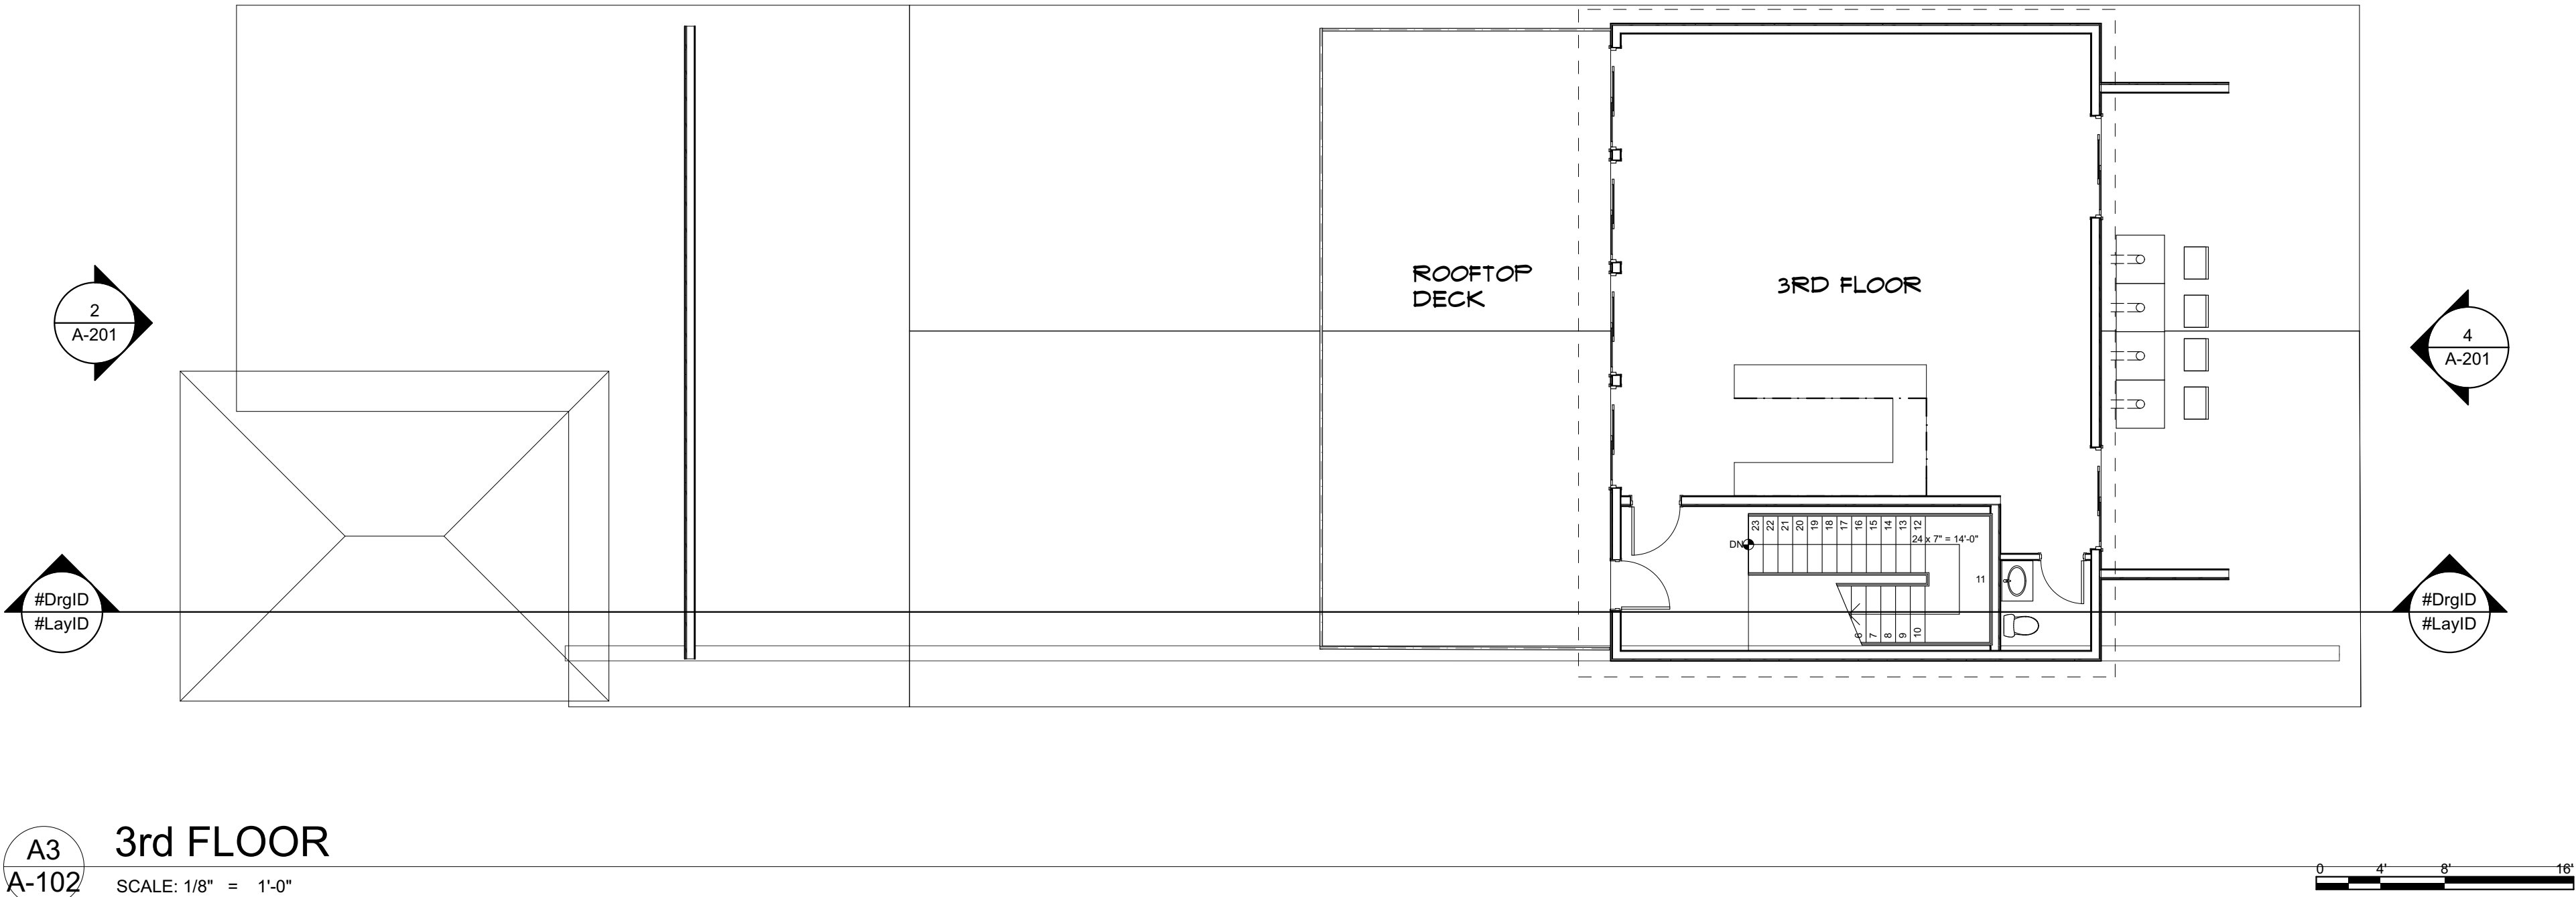 ROOFTOP
DECK
3RD FLOOR
2
A-201
4
A-201
23 22 21 20 19 18 17 16 15 14 13 12
DN
24 x 7" = 14'-0"
11
6 7 8 9 10
#DrgID
#LayID
#DrgID
#LayID
A3
A-102
3rd FLOOR
SCALE: 1/8" = 1'-0"
0 4' 8' 16'